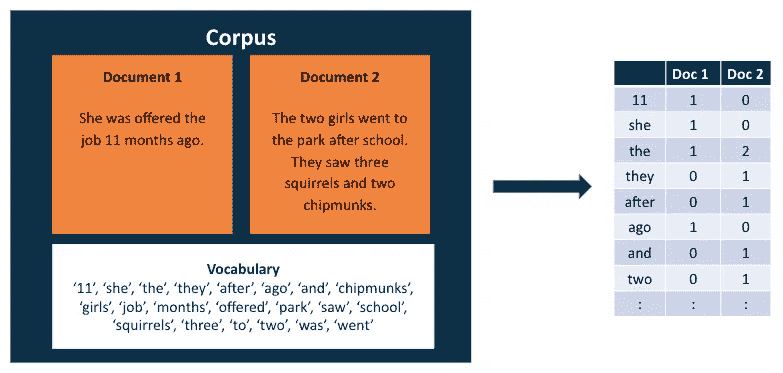 Corpus
Document 1
She was offered the
job 11 months ago.
Document 2
The two girls went to
the park after school.
They saw three
squirrels and two
chipmunks.
Vocabulary
‘11’, ‘she’, ‘the’, ‘they’, ‘after’, ‘ago’, ‘and’, ‘chipmunks’,
‘girls’, ‘job’, ‘months’, ‘offered’, ‘park’, ‘saw’, ‘school’,
‘squirrels’, ‘three’, ‘to’, ‘two’, ‘was’, ‘went’
Doc 1 Doc 2
11 1 0
she 1 0
the 1 2
they 0 1
after 0 1
ago 1 0
and 0 1
two 0 1
: : :